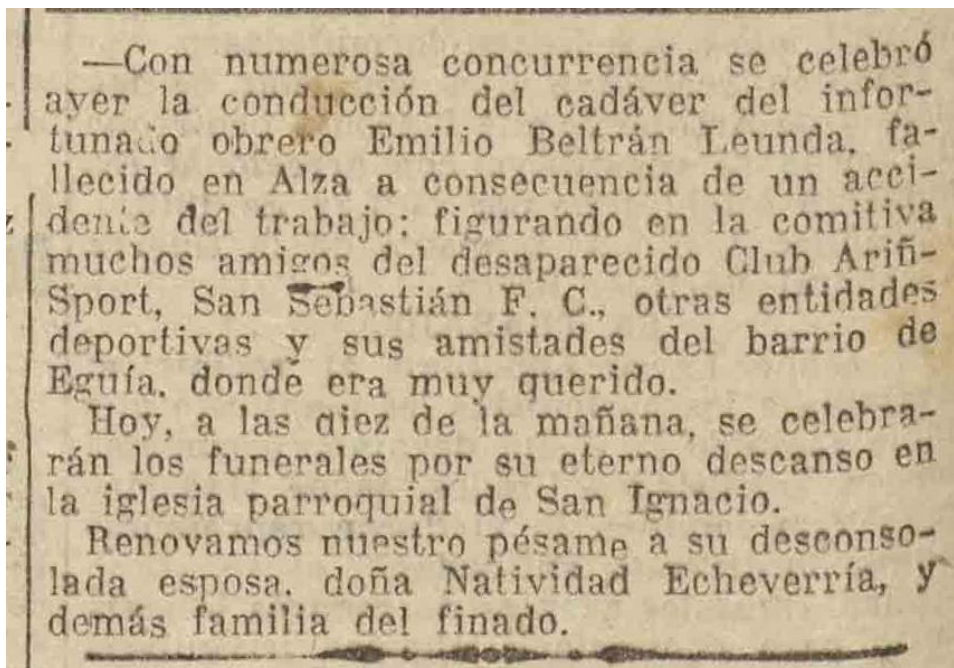 —Con numerosa concurrencia se celebró
ayer la conducción del cadáver del infor-
tunado obrero Emilio Beltrán Leunda, fa-
llecido en Alza a consecuencia de un acci-
dente del trabajo; figurando en la comitiva
muchos amigos del desaparecido Club Ariñ-
Sport, San Sebastián F. C., otras entidades
deportivas y sus amistades del barrio de
Eguía, donde era muy querido.
Hoy, a las diez de la mañana, se celebra-
rán los funerales por su eterno descanso en
la iglesia parroquial de San Ignacio.
Renovamos nuestro pésame a su desconso-
lada esposa, doña Natividad Echeverría, y
demás familia del finado.